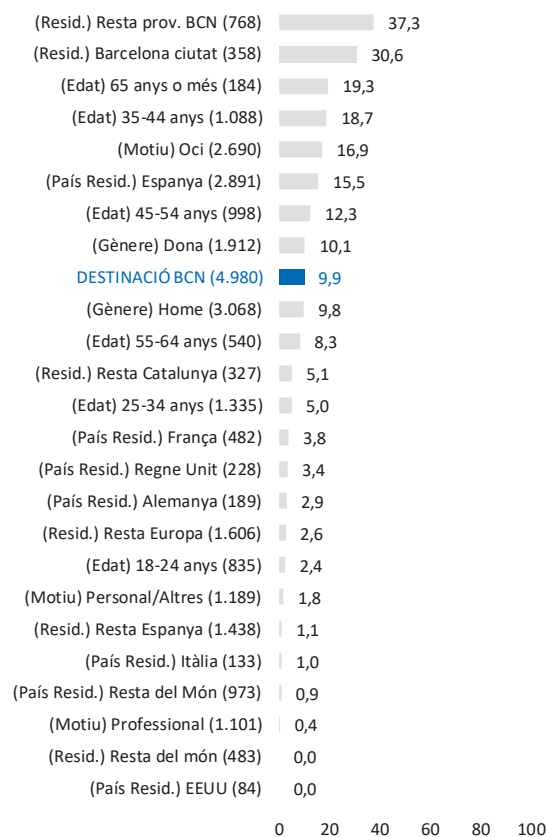 (Resid.) Resta prov. BCN (768) 37,3
(Resid.) Barcelona ciutat (358) 30,6
(Edat) 65 anys o més (184) 19,3
(Edat) 35-44 anys (1.088) 18,7
(Motiu) Oci (2.690) 16,9
(País Resid.) Espanya (2.891) 15,5
(Edat) 45-54 anys (998) 12,3
(Gènere) Dona (1.912) 10,1
DESTINACIÓ BCN (4.980) 9,9
(Gènere) Home (3.068) 9,8
(Edat) 55-64 anys (540) 8,3
(Resid.) Resta Catalunya (327) 5,1
(Edat) 25-34 anys (1.335) 5,0
(País Resid.) França (482) 3,8
(País Resid.) Regne Unit (228) 3,4
(País Resid.) Alemanya (189) 2,9
(Resid.) Resta Europa (1.606) 2,6
(Edat) 18-24 anys (835) 2,4
(Motiu) Personal/Altres (1.189) 1,8
(Resid.) Resta Espanya (1.438) 1,1
(País Resid.) Itàlia (133) 1,0
(País Resid.) Resta del Món (973) 0,9
(Motiu) Professional (1.101) 0,4
(Resid.) Resta del món (483) 0,0
(País Resid.) EEUU (84) 0,0
0 20 40 60 80 100